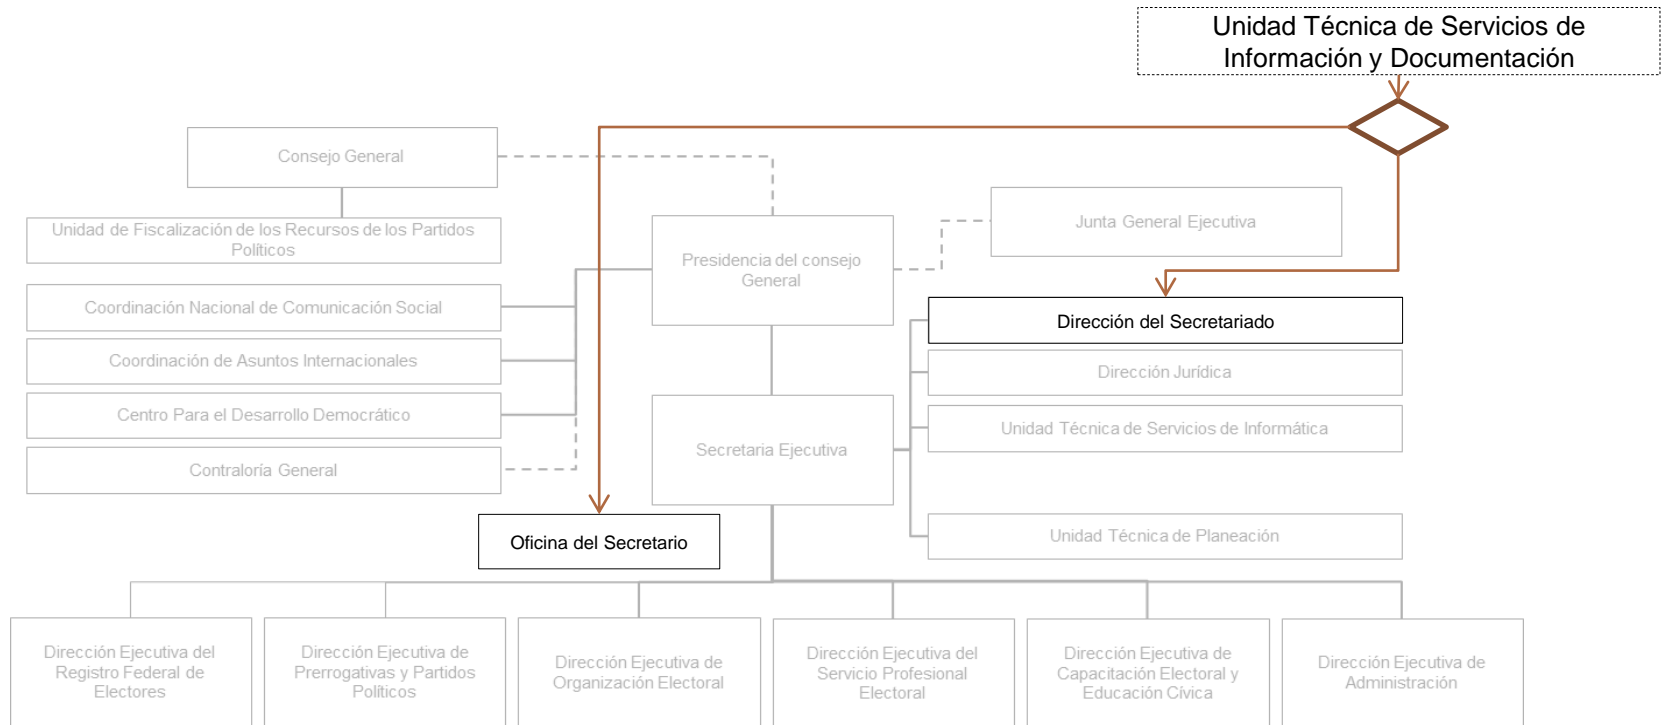 Unidad Técnica de Servicios de
Información y Documentación
Consejo General
Unidad de Fiscalización de los Recursos de los Partidos
Políticos
Junta General Ejecutiva
Presidencia del consejo
General
Coordinación Nacional de Comunicación Social
Dirección del Secretariado
Coordinación de Asuntos Internacionales
Dirección Jurídica
Centro Para el Desarrollo Democrático
Unidad Técnica de Servicios de Informática
Secretaria Ejecutiva
Contraloría General
Oficina del Secretario
Unidad Técnica de Planeación
Dirección Ejecutiva del
Registro Federal de
Electores
Dirección Ejecutiva de
Prerrogativas y Partidos
Políticos
Dirección Ejecutiva de
Organización Electoral
Dirección Ejecutiva del
Servicio Profesional
Electoral
Dirección Ejecutiva de
Capacitación Electoral y
Educación Cívica
Dirección Ejecutiva de
Administración